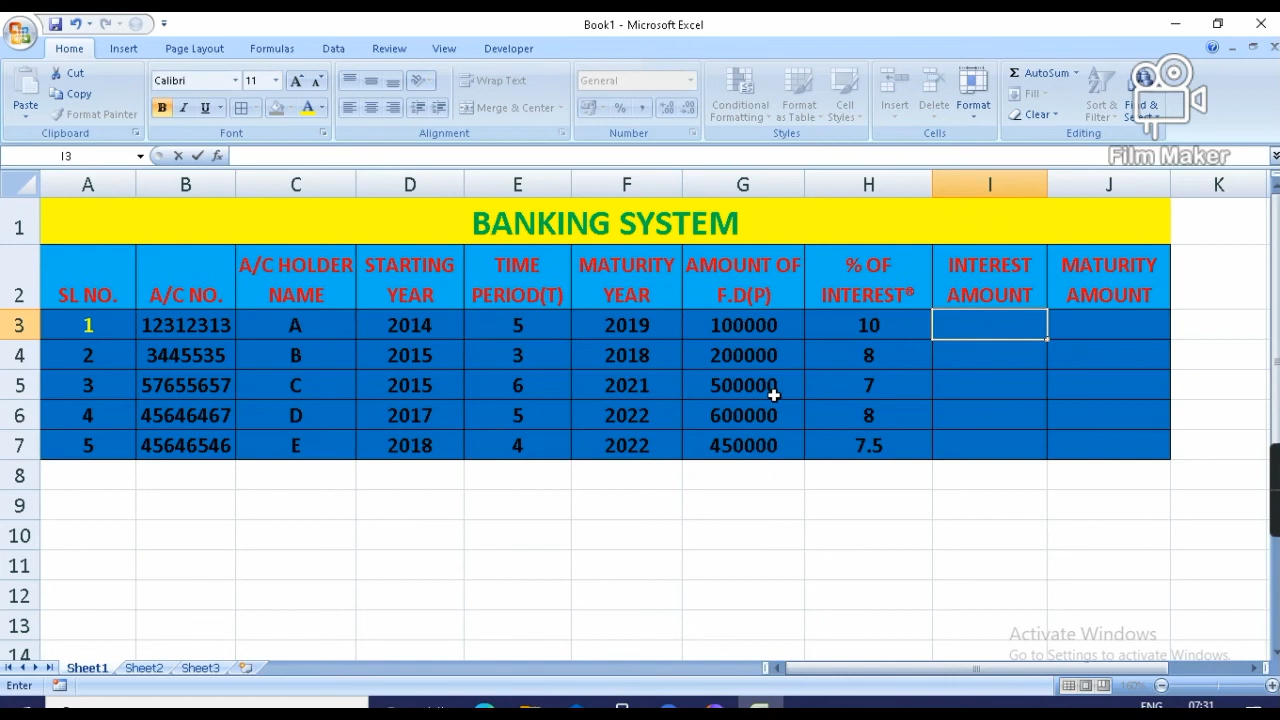 Book1 - Microsoft Excel
Home Insert Page Layout Formulas Data Review View Developer
Paste
Cut
Copy
Format Painter
Clipboard
Calibri 11
B I U
Font
Wrap Text
Merge & Center
Alignment
General
%
Number
Conditional Formatting
Format as Table
Cell Styles
Styles
Insert Delete Format
Cells
Σ AutoSum
Fill
Clear
Sort & Filter
Find & Select
Editing
Film Maker
I3 fx
A B C D E F G H I J K
1 BANKING SYSTEM
2 SL NO. A/C NO. A/C HOLDER NAME STARTING YEAR TIME PERIOD(T) MATURITY YEAR AMOUNT OF F.D(P) % OF INTEREST® INTEREST AMOUNT MATURITY AMOUNT
3 1 12312313 A 2014 5 2019 100000 10
4 2 3445535 B 2015 3 2018 200000 8
5 3 57655657 C 2015 6 2021 500000 7
6 4 45646467 D 2017 5 2022 600000 8
7 5 45646546 E 2018 4 2022 450000 7.5
8
9
10
11
12
13
14
Activate Windows
Go to Settings to activate Windows.
Sheet1 Sheet2 Sheet3
Enter 160%
ENG 07:31